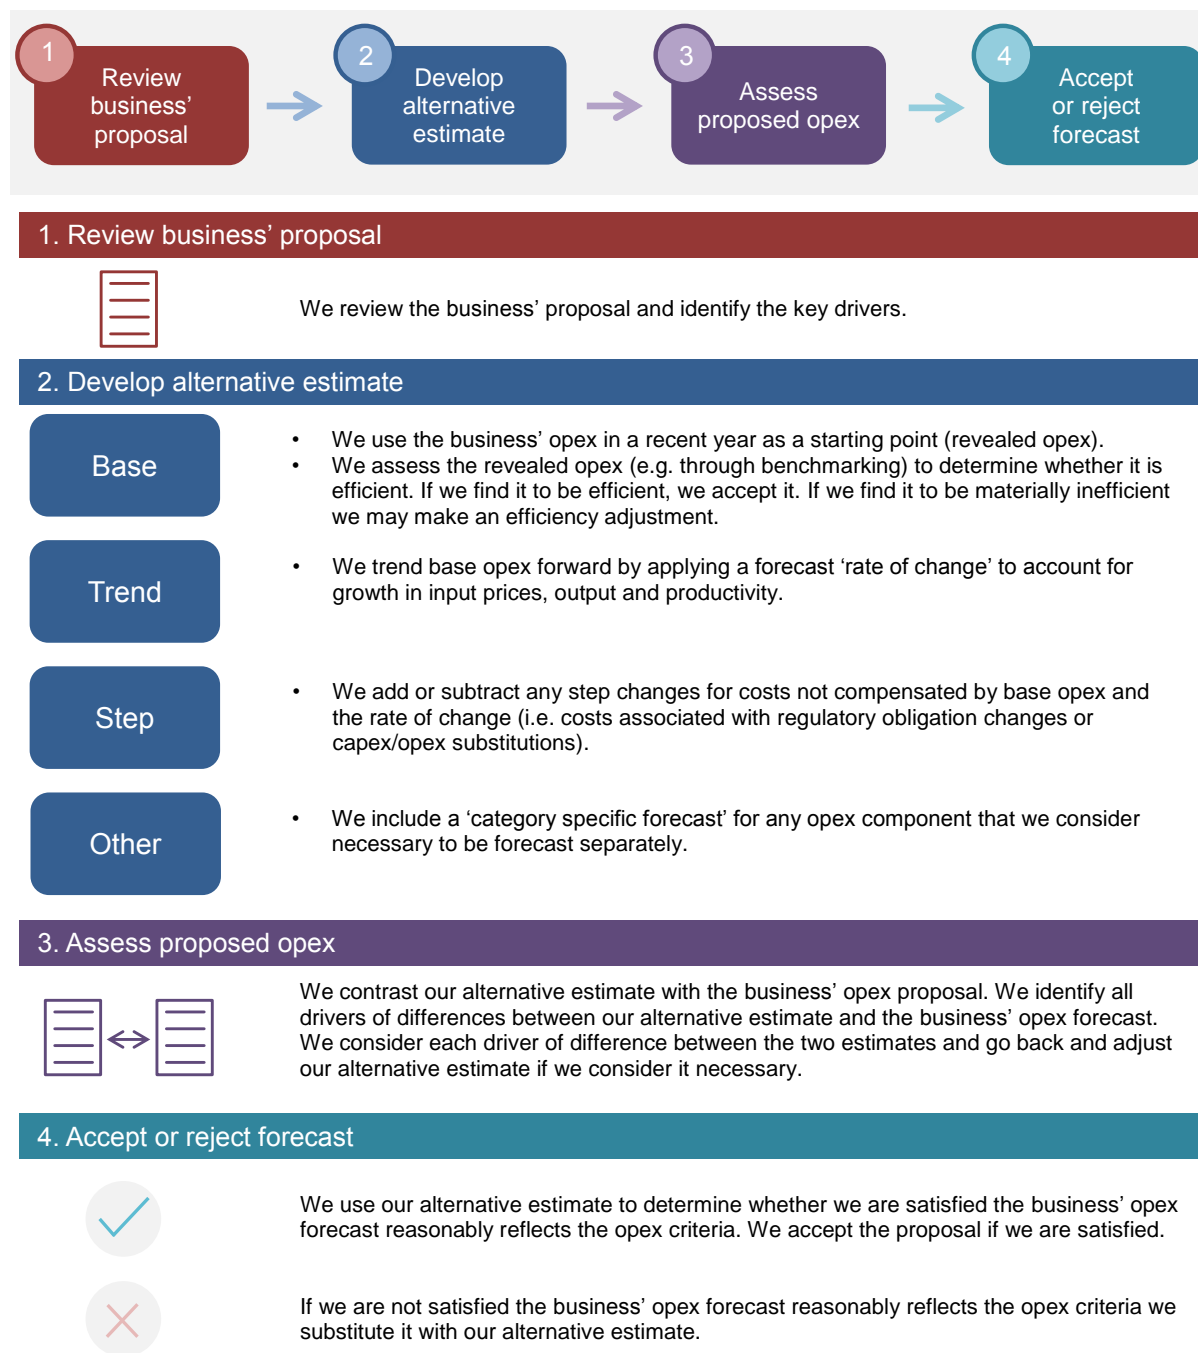 1
Review
business’
proposal
2
Develop
alternative
estimate
3
Assess
proposed opex
4
Accept
or reject
forecast
1. Review business’ proposal
We review the business’ proposal and identify the key drivers.
2. Develop alternative estimate
Base
• We use the business’ opex in a recent year as a starting point (revealed opex).
• We assess the revealed opex (e.g. through benchmarking) to determine whether it is
efficient. If we find it to be efficient, we accept it. If we find it to be materially inefficient
we may make an efficiency adjustment.
Trend
• We trend base opex forward by applying a forecast ‘rate of change’ to account for
growth in input prices, output and productivity.
Step
• We add or subtract any step changes for costs not compensated by base opex and
the rate of change (i.e. costs associated with regulatory obligation changes or
capex/opex substitutions).
Other
• We include a ‘category specific forecast’ for any opex component that we consider
necessary to be forecast separately.
3. Assess proposed opex
We contrast our alternative estimate with the business’ opex proposal. We identify all
drivers of differences between our alternative estimate and the business’ opex forecast.
We consider each driver of difference between the two estimates and go back and adjust
our alternative estimate if we consider it necessary.
4. Accept or reject forecast
We use our alternative estimate to determine whether we are satisfied the business’ opex
forecast reasonably reflects the opex criteria. We accept the proposal if we are satisfied.
If we are not satisfied the business’ opex forecast reasonably reflects the opex criteria we
substitute it with our alternative estimate.